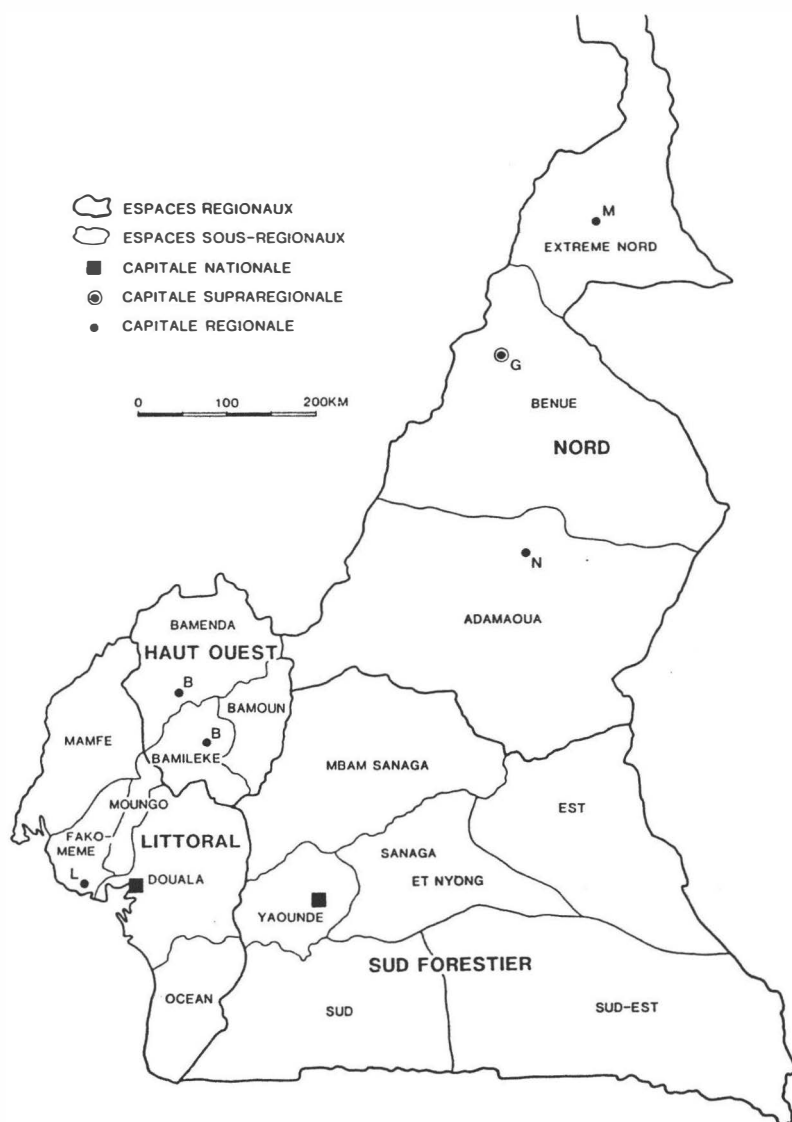 ESPACES REGIONAUX
ESPACES SOUS-REGIONAUX
CAPITALE NATIONALE
CAPITALE SUPRAREGIONALE
CAPITALE REGIONALE
0 100 200KM
M
EXTREME NORD
G
BENUE
NORD
N
ADAMAOUA
BAMENDA
HAUT OUEST
B
BAMOUN
B
BAMILEKE
MAMFE
MOUNGO
FAKO-
MEME
L
LITTORAL
DOUALA
MBAM SANAGA
EST
SANAGA
ET NYONG
YAOUNDE
SUD FORESTIER
OCEAN
SUD
SUD-EST